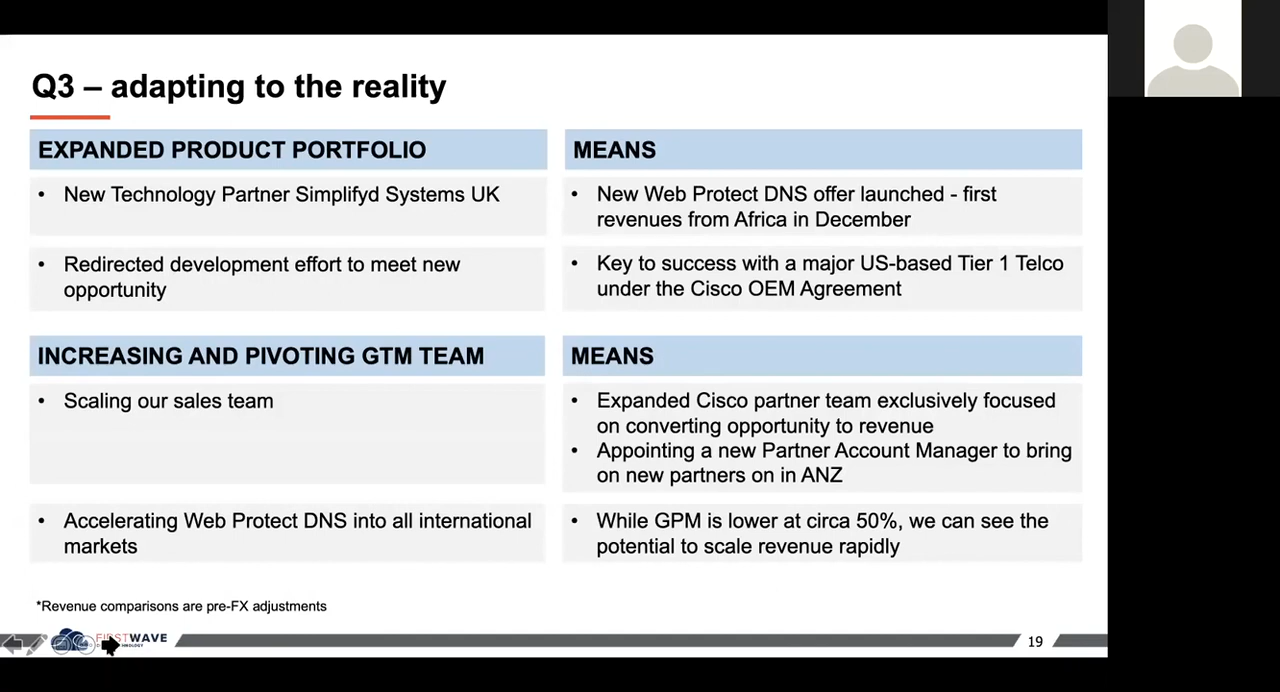 Q3 – adapting to the reality
EXPANDED PRODUCT PORTFOLIO
MEANS
• New Technology Partner Simplifyd Systems UK
• New Web Protect DNS offer launched - first
revenues from Africa in December
• Redirected development effort to meet new
opportunity
• Key to success with a major US-based Tier 1 Telco
under the Cisco OEM Agreement
INCREASING AND PIVOTING GTM TEAM
MEANS
• Scaling our sales team
• Expanded Cisco partner team exclusively focused
on converting opportunity to revenue
• Appointing a new Partner Account Manager to bring
on new partners on in ANZ
• Accelerating Web Protect DNS into all international
markets
• While GPM is lower at circa 50%, we can see the
potential to scale revenue rapidly
*Revenue comparisons are pre-FX adjustments
FIRSTWAVE
19